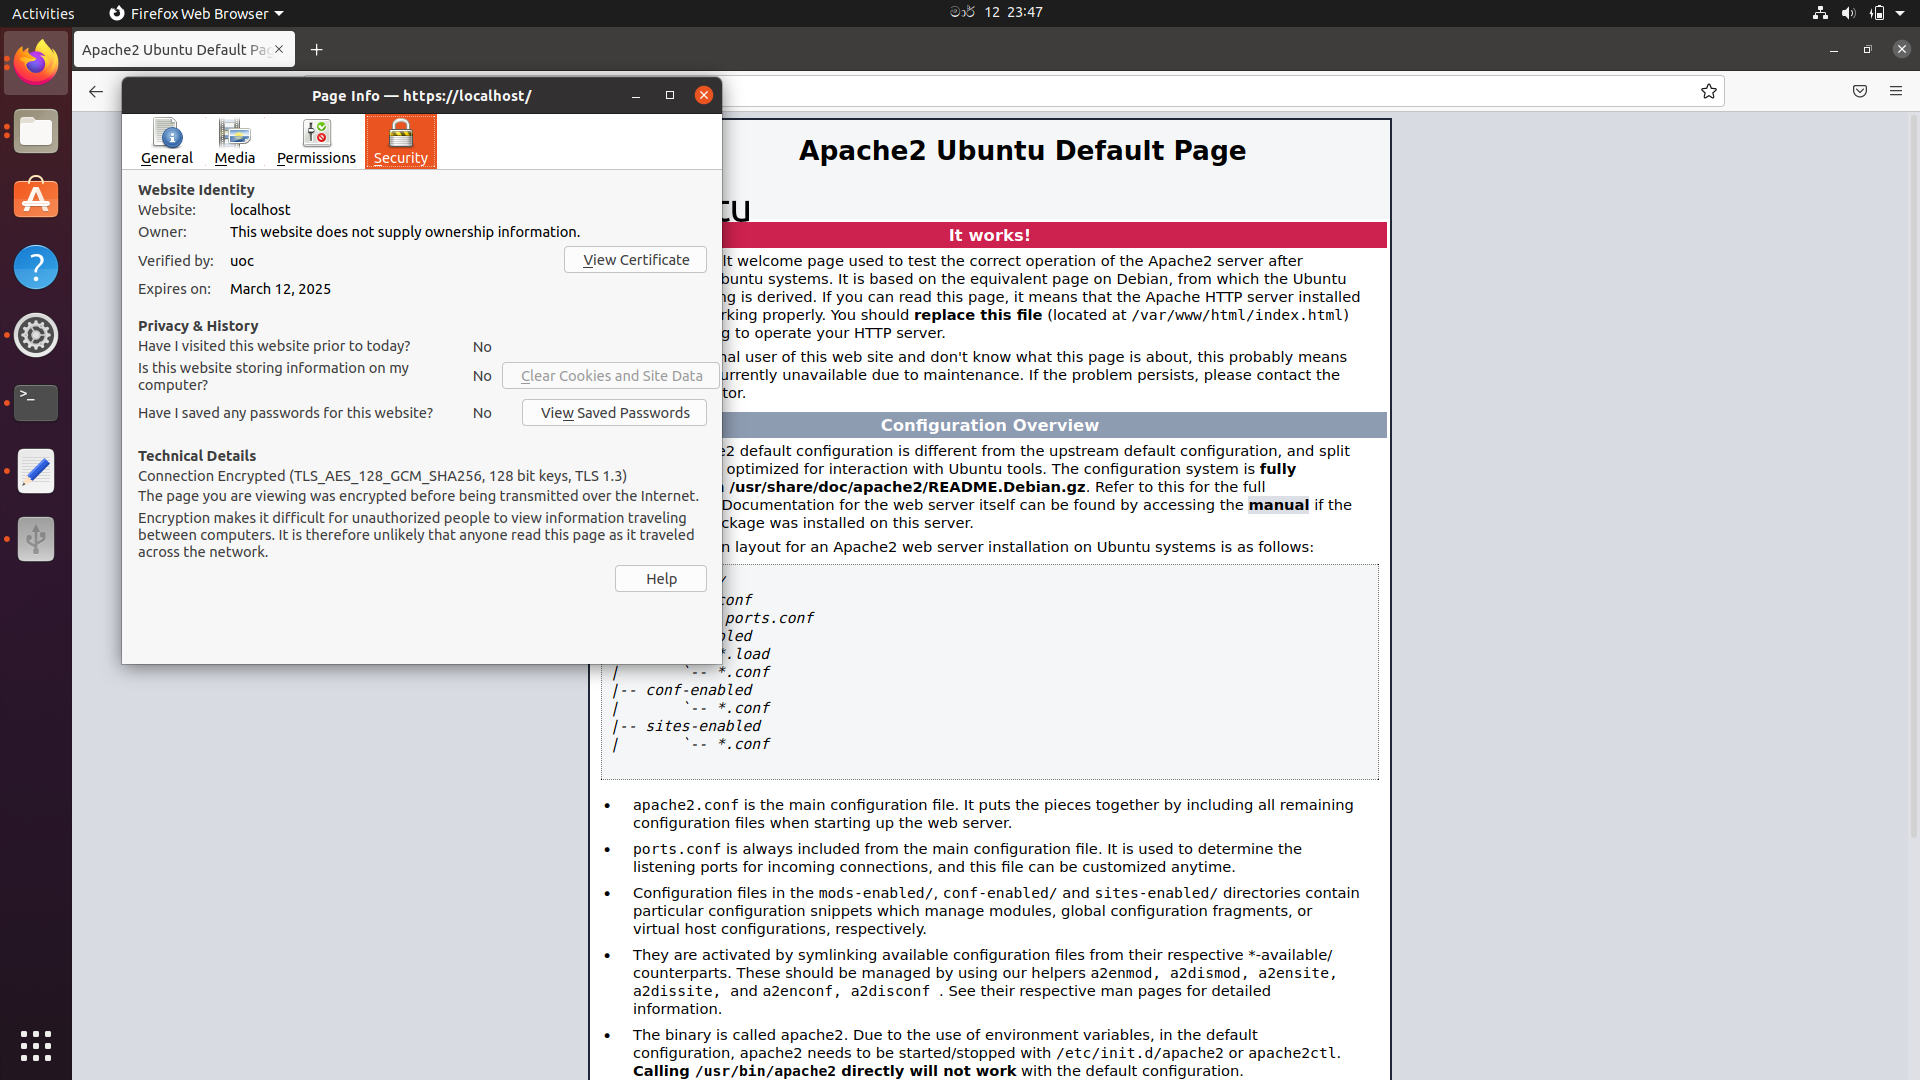 Activities
Firefox Web Browser
මාර් 12 23:47
Apache2 Ubuntu Default Pag
Page Info — https://localhost/
General
Media
Permissions
Security
Website Identity
Website: localhost
Owner: This website does not supply ownership information.
Verified by: uoc
View Certificate
Expires on: March 12, 2025
Privacy & History
Have I visited this website prior to today? No
Is this website storing information on my
computer?
No
Clear Cookies and Site Data
Have I saved any passwords for this website? No
View Saved Passwords
Technical Details
Connection Encrypted (TLS_AES_128_GCM_SHA256, 128 bit keys, TLS 1.3)
The page you are viewing was encrypted before being transmitted over the Internet.
Encryption makes it difficult for unauthorized people to view information traveling
between computers. It is therefore unlikely that anyone read this page as it traveled
across the network.
Help
Apache2 Ubuntu Default Page
tu
It works!
lt welcome page used to test the correct operation of the Apache2 server after
buntu systems. It is based on the equivalent page on Debian, from which the Ubuntu
ng is derived. If you can read this page, it means that the Apache HTTP server installed
rking properly. You should replace this file (located at /var/www/html/index.html)
g to operate your HTTP server.
nal user of this web site and don't know what this page is about, this probably means
urrently unavailable due to maintenance. If the problem persists, please contact the
tor.
Configuration Overview
e2 default configuration is different from the upstream default configuration, and split
optimized for interaction with Ubuntu tools. The configuration system is fully
n /usr/share/doc/apache2/README.Debian.gz. Refer to this for the full
Documentation for the web server itself can be found by accessing the manual if the
ckage was installed on this server.
n layout for an Apache2 web server installation on Ubuntu systems is as follows:
/
conf
ports.conf
bled
*.load
|       `-- *.conf
|-- conf-enabled
|       `-- *.conf
|-- sites-enabled
|       `-- *.conf
• apache2.conf is the main configuration file. It puts the pieces together by including all remaining
configuration files when starting up the web server.
• ports.conf is always included from the main configuration file. It is used to determine the
listening ports for incoming connections, and this file can be customized anytime.
• Configuration files in the mods-enabled/, conf-enabled/ and sites-enabled/ directories contain
particular configuration snippets which manage modules, global configuration fragments, or
virtual host configurations, respectively.
• They are activated by symlinking available configuration files from their respective *-available/
counterparts. These should be managed by using our helpers a2enmod, a2dismod, a2ensite,
a2dissite, and a2enconf, a2disconf . See their respective man pages for detailed
information.
• The binary is called apache2. Due to the use of environment variables, in the default
configuration, apache2 needs to be started/stopped with /etc/init.d/apache2 or apache2ctl.
Calling /usr/bin/apache2 directly will not work with the default configuration.